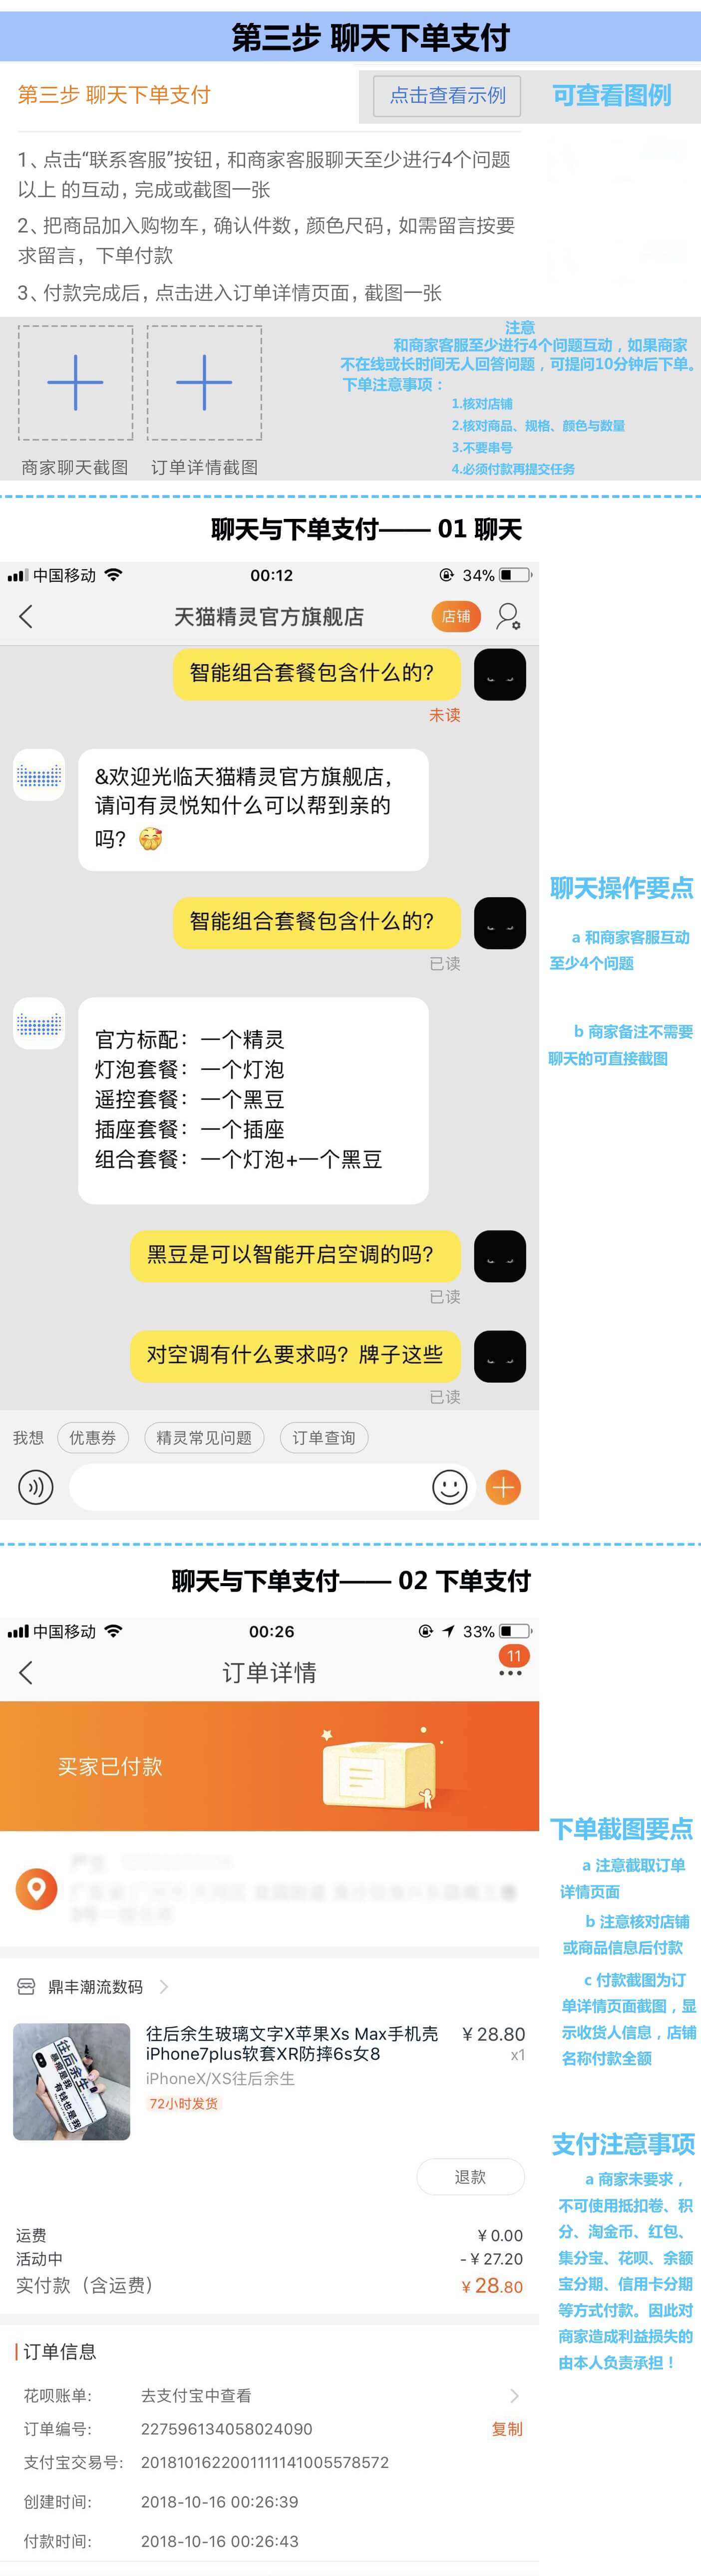 第三步 聊天下单支付
第三步 聊天下单支付
点击查看示例
可查看图例
1、点击“联系客服”按钮，和商家客服聊天至少进行4个问题
以上 的互动，完成或截图一张
2、把商品加入购物车，确认件数，颜色尺码，如需留言按要
求留言，下单付款
3、付款完成后，点击进入订单详情页面，截图一张
商家聊天截图
订单详情截图
注意
和商家客服至少进行4个问题互动，如果商家
不在线或长时间无人回答问题，可提问10分钟后下单。
下单注意事项：
1.核对店铺
2.核对商品、规格、颜色与数量
3.不要串号
4.必须付款再提交任务
聊天与下单支付—— 01 聊天
中国移动
00:12
34%
天猫精灵官方旗舰店
店铺
智能组合套餐包含什么的？
未读
&欢迎光临天猫精灵官方旗舰店，
请问有灵悦知什么可以帮到亲的
吗？
智能组合套餐包含什么的？
已读
官方标配：一个精灵
灯泡套餐：一个灯泡
遥控套餐：一个黑豆
插座套餐：一个插座
组合套餐：一个灯泡+一个黑豆
黑豆是可以智能开启空调的吗？
已读
对空调有什么要求吗？牌子这些
已读
我想
优惠券
精灵常见问题
订单查询
聊天操作要点
a 和商家客服互动
至少4个问题
b 商家备注不需要
聊天的可直接截图
聊天与下单支付—— 02 下单支付
中国移动
00:26
33%
订单详情
11
买家已付款
鼎丰潮流数码
往后余生玻璃文字X苹果Xs Max手机壳
iPhone7plus软套XR防摔6s女8
￥28.80
x1
iPhoneX/XS往后余生
72小时发货
往后余生
有钱也是我
退款
运费
￥0.00
活动中
-￥27.20
实付款（含运费）
￥28.80
订单信息
花呗账单:
去支付宝中查看
订单编号:
227596134058024090
复制
支付宝交易号:
2018101622001111141005578572
创建时间:
2018-10-16 00:26:39
付款时间:
2018-10-16 00:26:43
下单截图要点
a 注意截取订单
详情页面
b 注意核对店铺
或商品信息后付款
c 付款截图为订
单详情页面截图，显
示收货人信息，店铺
名称付款全额
支付注意事项
a 商家未要求，
不可使用抵扣卷、积
分、淘金币、红包、
集分宝、花呗、余额
宝分期、信用卡分期
等方式付款。因此对
商家造成利益损失的
由本人负责承担！